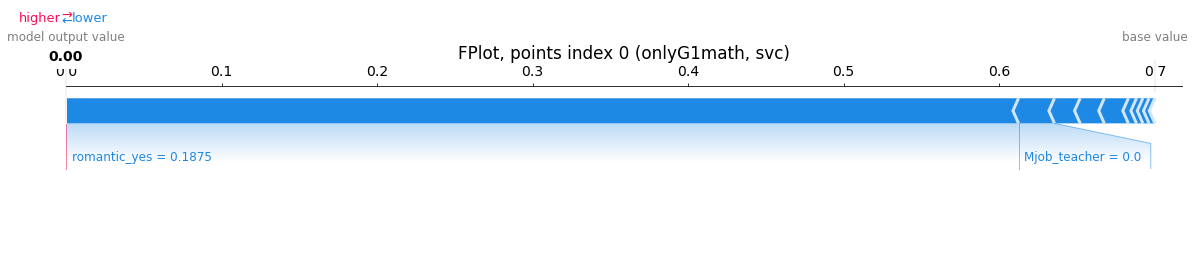 higher ⇄ lower
model output value
base value
0.00
FPlot, points index 0 (onlyG1math, svc)
0.0 0.1 0.2 0.3 0.4 0.5 0.6 0.7
romantic_yes = 0.1875
Mjob_teacher = 0.0